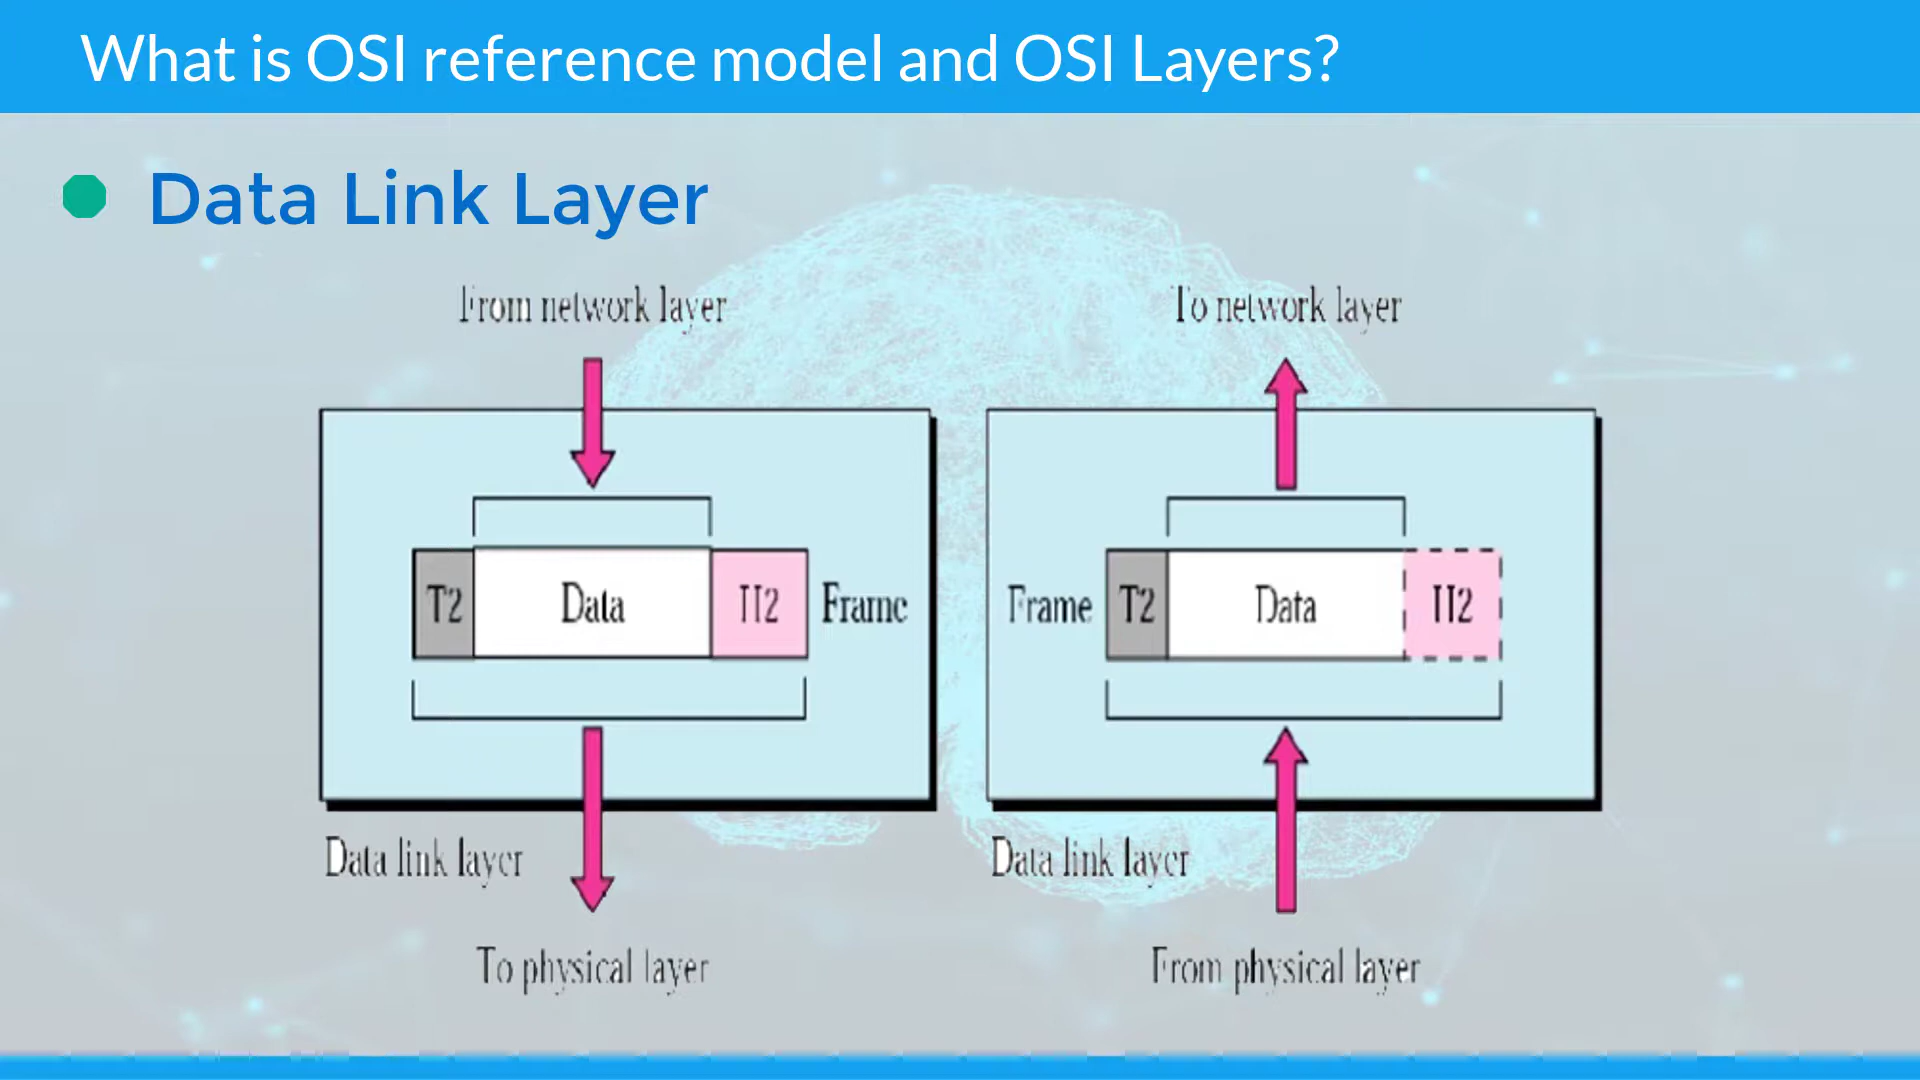 What is OSI reference model and OSI Layers?
Data Link Layer
From network layer
To network layer
T2 Data H2 Frame
Frame T2 Data H2
Data link layer
Data link layer
To physical layer
From physical layer